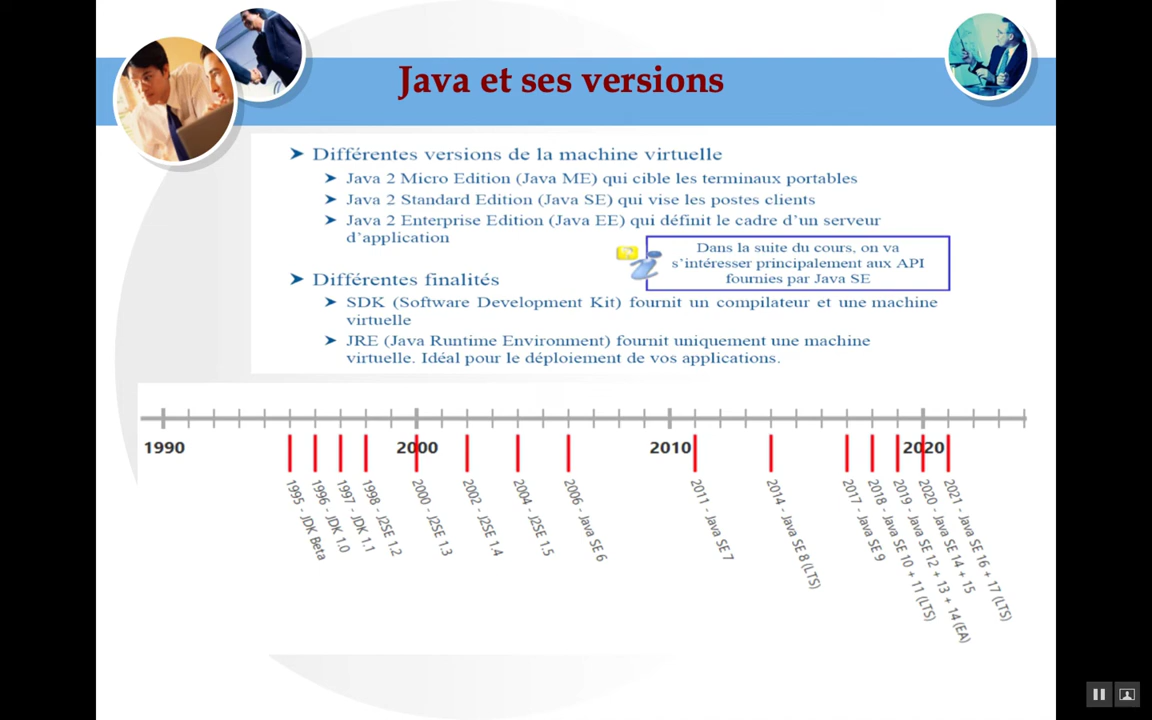 Java et ses versions
➤ Différentes versions de la machine virtuelle
➤ Java 2 Micro Edition (Java ME) qui cible les terminaux portables
➤ Java 2 Standard Edition (Java SE) qui vise les postes clients
➤ Java 2 Enterprise Edition (Java EE) qui définit le cadre d'un serveur
d'application
Dans la suite du cours, on va
s'intéresser principalement aux API
fournies par Java SE
➤ Différentes finalités
➤ SDK (Software Development Kit) fournit un compilateur et une machine
virtuelle
➤ JRE (Java Runtime Environment) fournit uniquement une machine
virtuelle. Idéal pour le déploiement de vos applications.
1990
2000
2010
2020
1995 - JDK Beta
1996 - JDK 1.0
1997 - JDK 1.1
1998 - J2SE 1.2
2000 - J2SE 1.3
2002 - J2SE 1.4
2004 - J2SE 1.5
2006 - Java SE 6
2011 - Java SE 7
2014 - Java SE 8 (LTS)
2017 - Java SE 9
2018 - Java SE 10 + 11 (LTS)
2019 - Java SE 12 + 13 + 14 (EA)
2020 - Java SE 14 + 15
2021 - Java SE 16 + 17 (LTS)